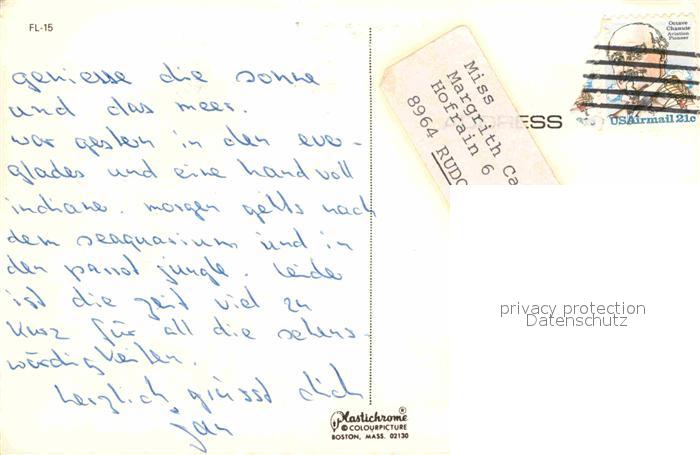 FL-15
geniesse die sonne
und das meer.
war gestern in den ever-
glades und eine handvoll
indianer. morgen gehts nach
dem seaquarium und in
den parrot jungle. leider
ist die zeit viel zu
kurz für all die sehens-
würdigkeiten.
herzlich grüsst dich
Jan
Octave
Chanute
Aviation
Pioneer
USAirmail 21c
Miss
Margrith Ca
Hofrain 6
8964 RUDO
ADDRESS
privacy protection
Datenschutz
Plastichrome®
© COLOURPICTURE
BOSTON, MASS. 02130